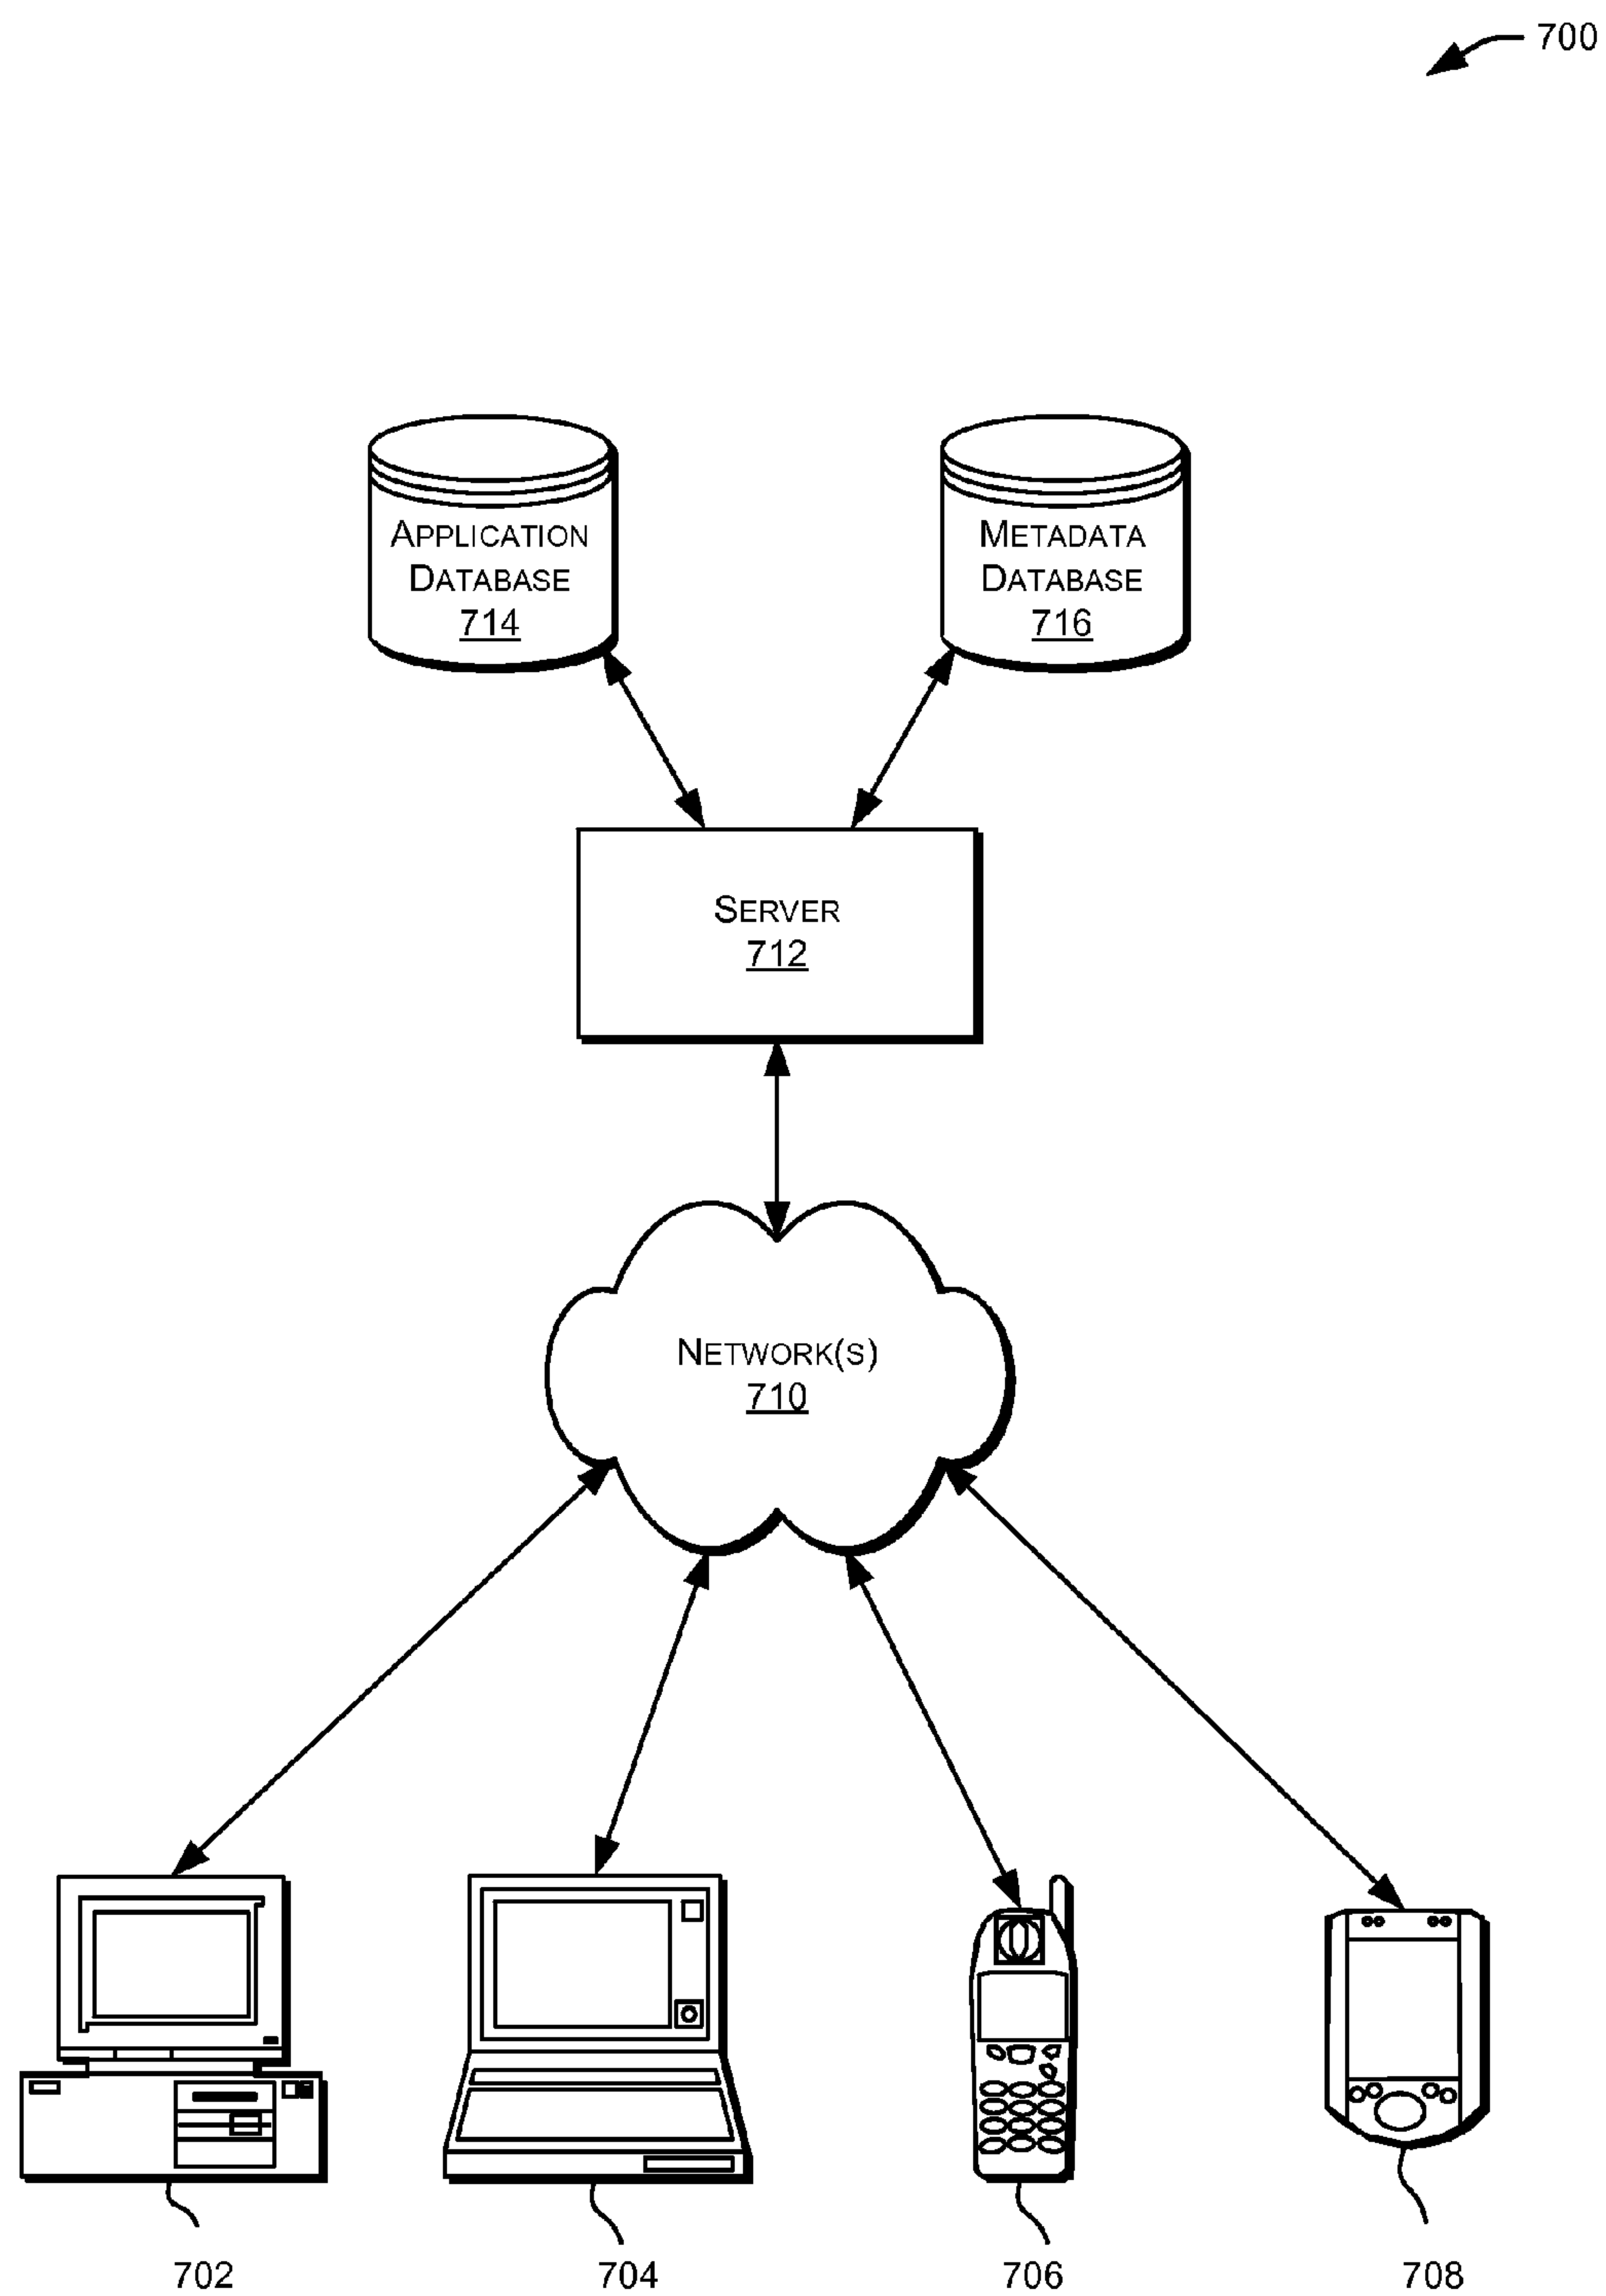 700
APPLICATION
DATABASE
714
METADATA
DATABASE
716
SERVER
712
NETWORK(S)
710
702
704
706
708